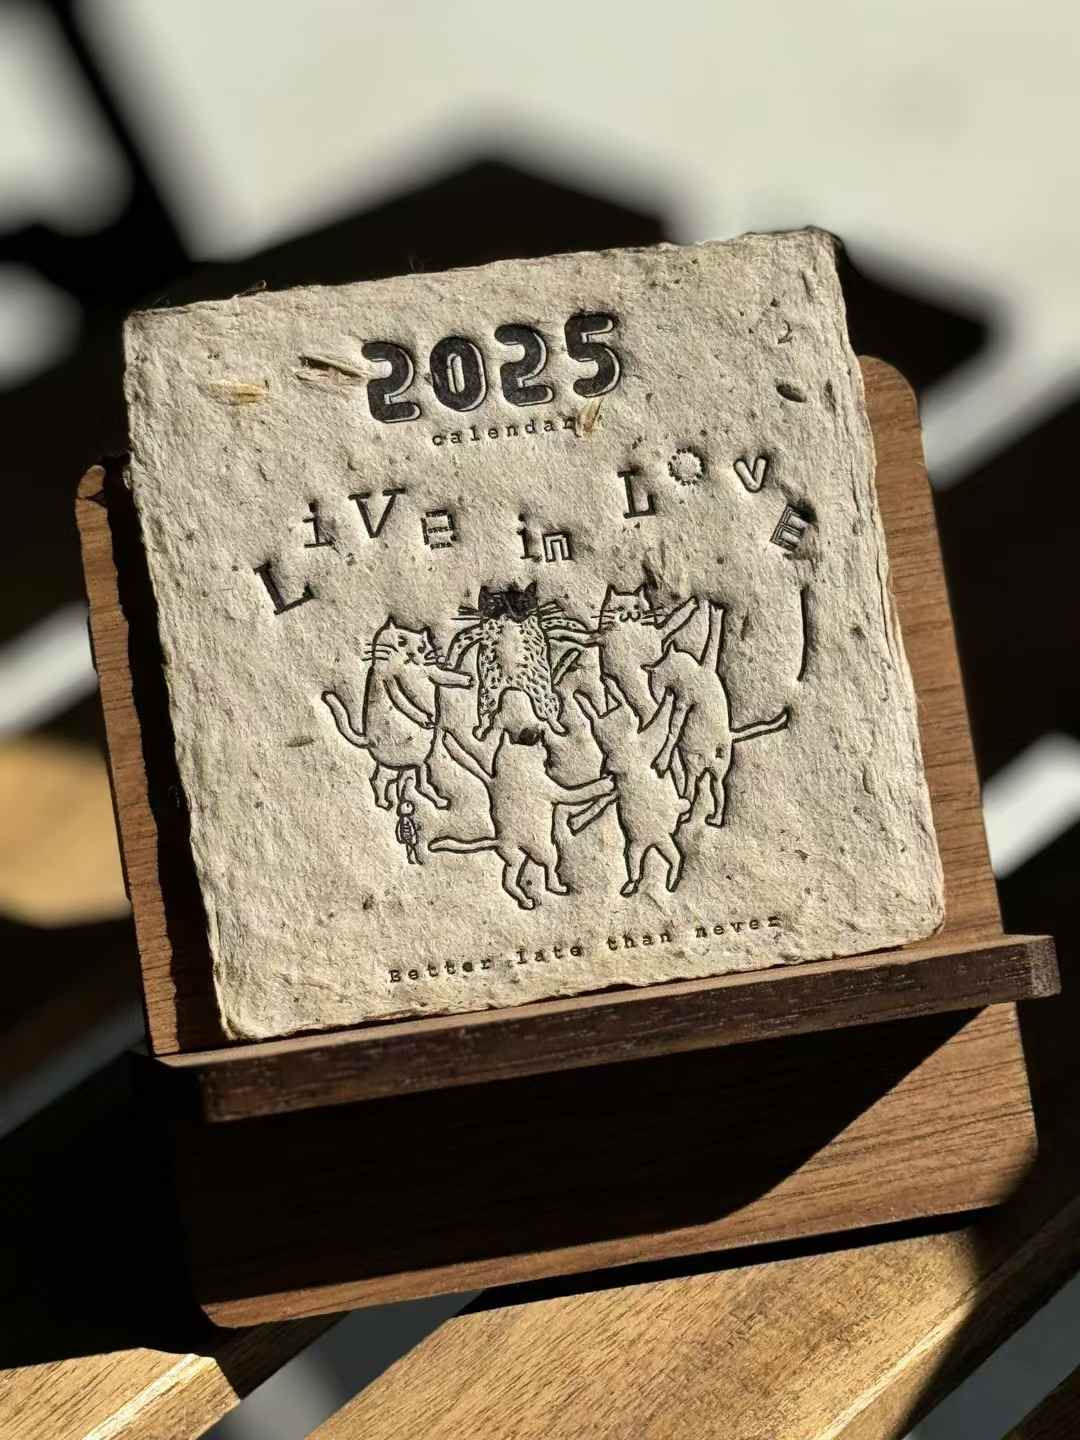 2025
calendar
LiVE in LOVE
Better late than never